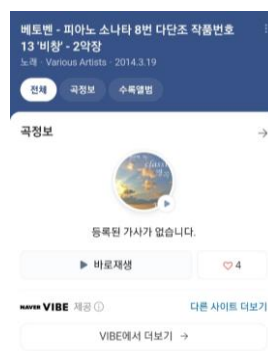 베토벤 - 피아노 소나타 8번 다단조 작품번호
13 '비창' - 2악장
노래 · Various Artists · 2014.3.19
전체 곡정보 수록앨범
곡정보 →
classic
등록된 가사가 없습니다.
▶ 바로재생 ♡ 4
NAVER VIBE 제공 ⓘ 다른 사이트 더보기
VIBE에서 더보기 →